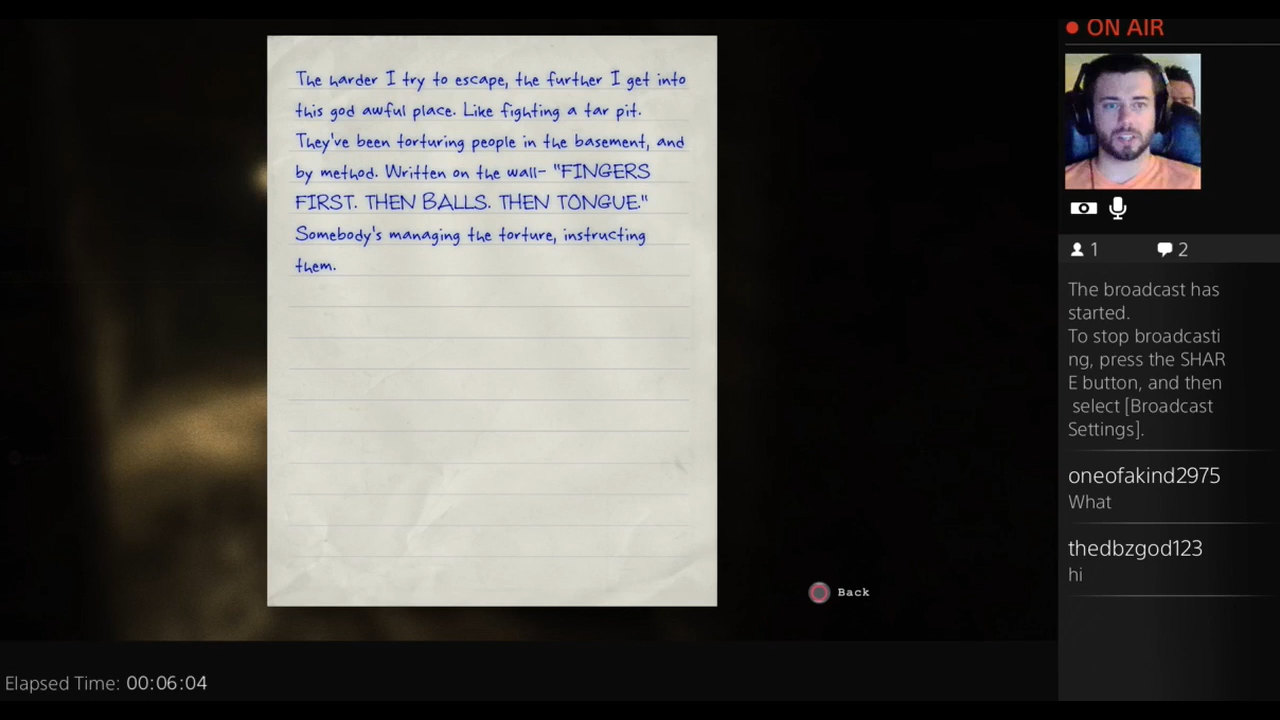 The harder I try to escape, the further I get into
this god awful place. Like fighting a tar pit.
They've been torturing people in the basement, and
by method. Written on the wall- "FINGERS
FIRST. THEN BALLS. THEN TONGUE."
Somebody's managing the torture, instructing
them.
Back
Elapsed Time: 00:06:04
ON AIR
1 2
The broadcast has
started.
To stop broadcasti
ng, press the SHAR
E button, and then
select [Broadcast
Settings].
oneofakind2975
What
thedbzgod123
hi